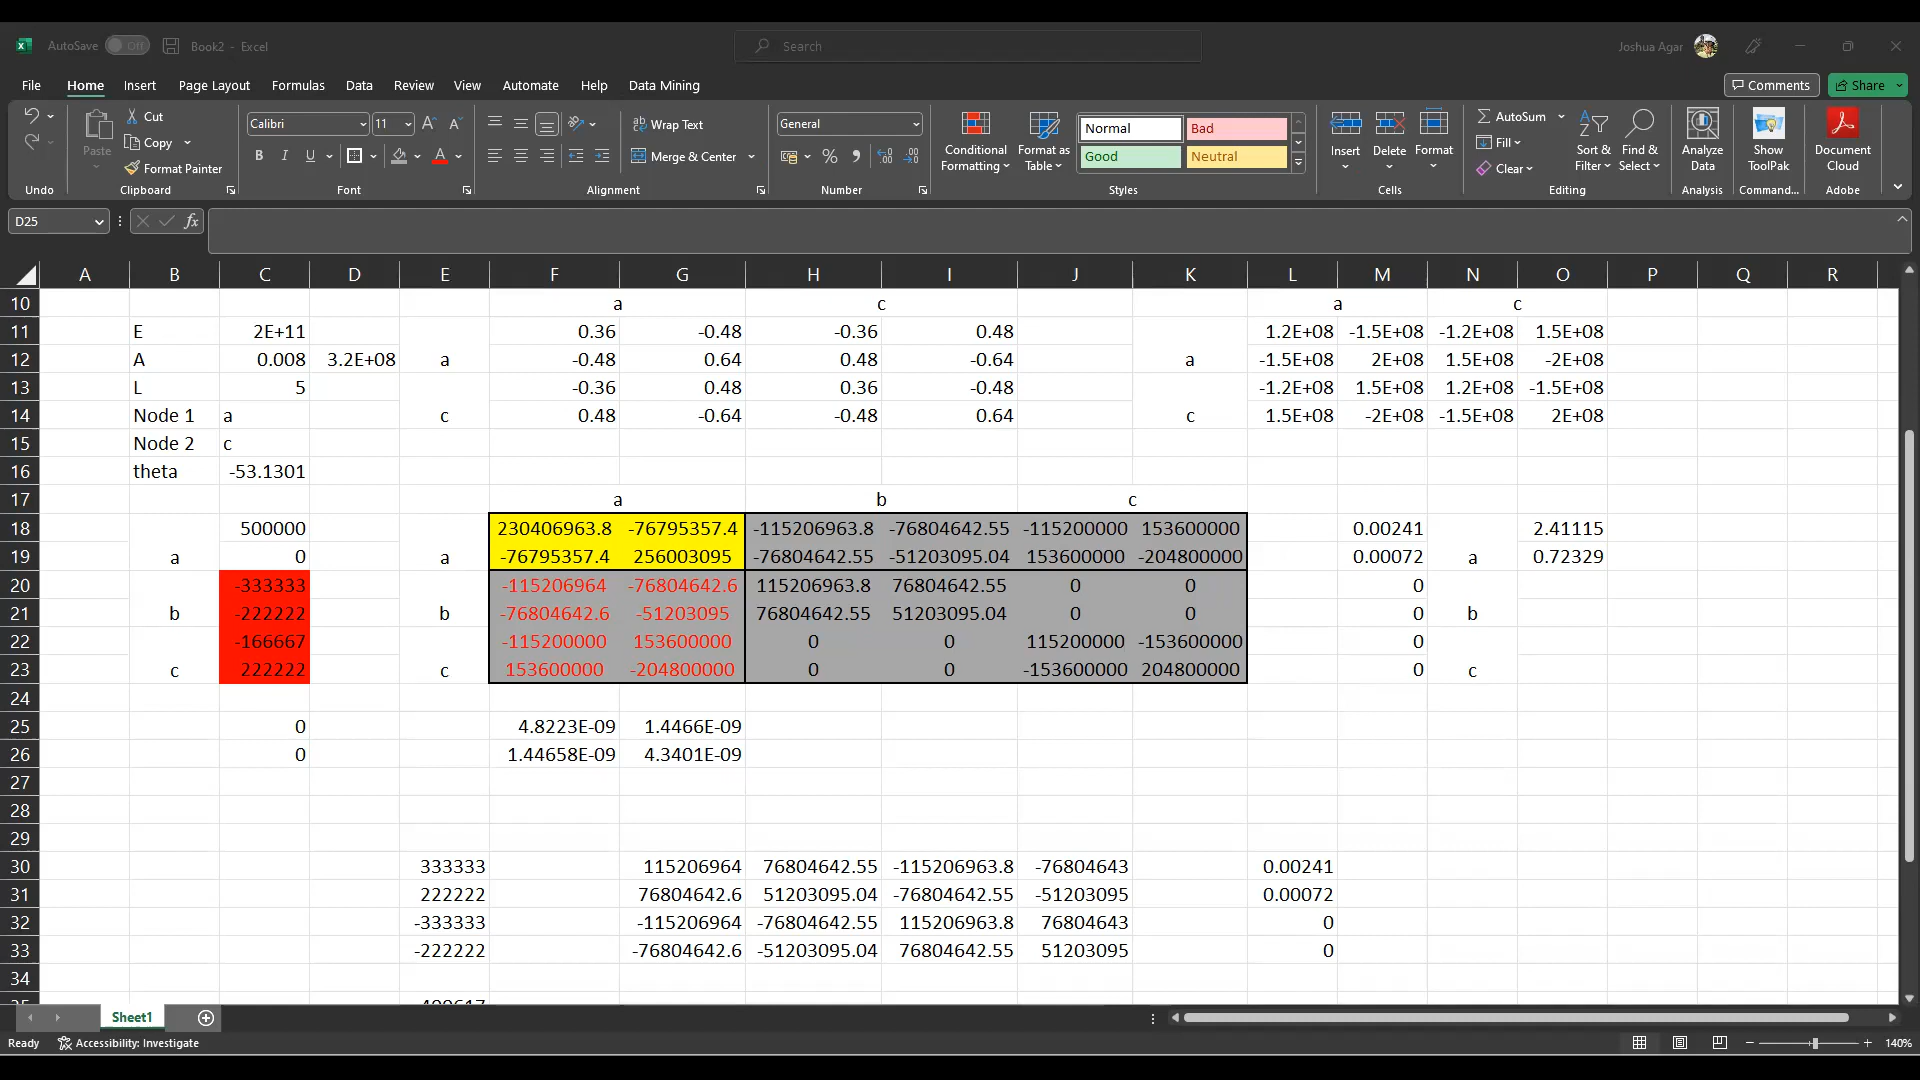 AutoSave Off Book2 - Excel Search Joshua Agar
File Home Insert Page Layout Formulas Data Review View Automate Help Data Mining Comments Share
Cut Calibri 11 Wrap Text General Normal Bad AutoSum
Paste Copy Conditional Formatting Format as Table Insert Delete Format Fill Sort & Filter Find & Select Analyze Data Show ToolPak Document Cloud
Format Painter B I U A Merge & Center % Good Neutral Clear
Undo Clipboard Font Alignment Number Styles Cells Editing Analysis Command... Adobe
D25 fx
A B C D E F G H I J K L M N O P Q R
10 a c a c
11 E 2E+11 0.36 -0.48 -0.36 0.48 1.2E+08 -1.5E+08 -1.2E+08 1.5E+08
12 A 0.008 3.2E+08 a -0.48 0.64 0.48 -0.64 a -1.5E+08 2E+08 1.5E+08 -2E+08
13 L 5 -0.36 0.48 0.36 -0.48 -1.2E+08 1.5E+08 1.2E+08 -1.5E+08
14 Node 1 a c 0.48 -0.64 -0.48 0.64 c 1.5E+08 -2E+08 -1.5E+08 2E+08
15 Node 2 c
16 theta -53.1301
17 a b c
18 500000 230406963.8 -76795357.4 -115206963.8 -76804642.55 -115200000 153600000 0.00241 2.41115
19 a 0 a -76795357.4 256003095 -76804642.55 -51203095.04 153600000 -204800000 0.00072 a 0.72329
20 -333333 -115206964 -76804642.6 115206963.8 76804642.55 0 0 0
21 b -222222 b -76804642.6 -51203095 76804642.55 51203095.04 0 0 0 b
22 -166667 -115200000 153600000 0 0 115200000 -153600000 0
23 c 222222 c 153600000 -204800000 0 0 -153600000 204800000 0 c
24
25 0 4.8223E-09 1.4466E-09
26 0 1.44658E-09 4.3401E-09
27
28
29
30 333333 115206964 76804642.55 -115206963.8 -76804643 0.00241
31 222222 76804642.6 51203095.04 -76804642.55 -51203095 0.00072
32 -333333 -115206964 -76804642.55 115206963.8 76804643 0
33 -222222 -76804642.6 -51203095.04 76804642.55 51203095 0
34
Sheet1
Ready Accessibility: Investigate 140%